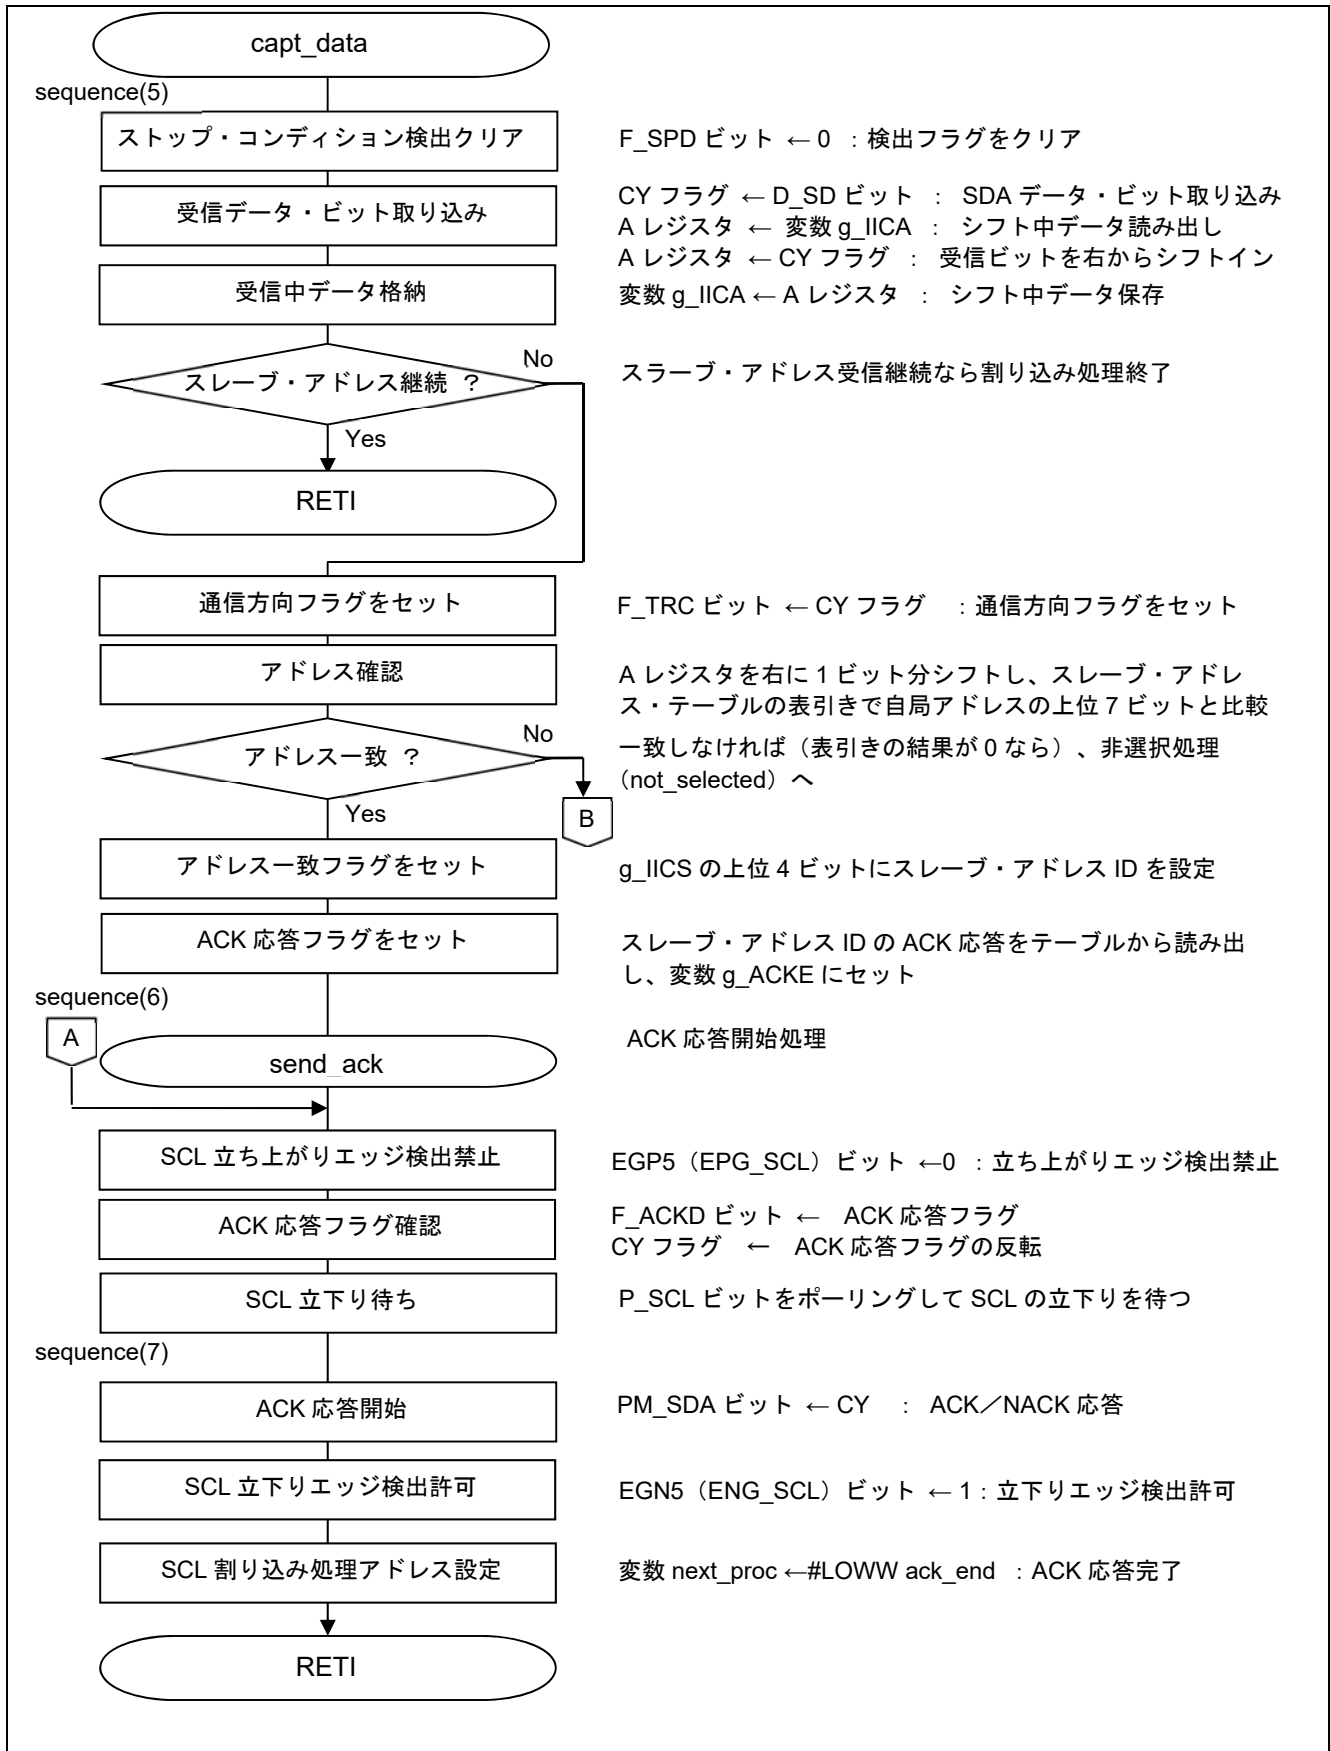 capt_data
sequence(5)
ストップ・コンディション検出クリア
F_SPD ビット ← 0 ：検出フラグをクリア
受信データ・ビット取り込み
CY フラグ ← D_SD ビット ： SDA データ・ビット取り込み
A レジスタ ← 変数 g_IICA ： シフト中データ読み出し
A レジスタ ← CY フラグ ： 受信ビットを右からシフトイン
受信中データ格納
変数 g_IICA ← A レジスタ ： シフト中データ保存
No
スレーブ・アドレス継続 ？
スラーブ・アドレス受信継続なら割り込み処理終了
Yes
RETI
通信方向フラグをセット
F_TRC ビット ← CY フラグ ：通信方向フラグをセット
アドレス確認
A レジスタを右に 1 ビット分シフトし、スレーブ・アドレ
ス・テーブルの表引きで自局アドレスの上位 7 ビットと比較
No
アドレス一致 ？
一致しなければ（表引きの結果が 0 なら）、非選択処理
（not_selected）へ
Yes
B
アドレス一致フラグをセット
g_IICS の上位 4 ビットにスレーブ・アドレス ID を設定
ACK 応答フラグをセット
スレーブ・アドレス ID の ACK 応答をテーブルから読み出
し、変数 g_ACKE にセット
sequence(6)
A
ACK 応答開始処理
send_ack
SCL 立ち上がりエッジ検出禁止
EGP5（EPG_SCL）ビット ←0 ：立ち上がりエッジ検出禁止
ACK 応答フラグ確認
F_ACKD ビット ← ACK 応答フラグ
CY フラグ ← ACK 応答フラグの反転
SCL 立下り待ち
P_SCL ビットをポーリングして SCL の立下りを待つ
sequence(7)
ACK 応答開始
PM_SDA ビット ← CY ： ACK／NACK 応答
SCL 立下りエッジ検出許可
EGN5（ENG_SCL）ビット ← 1：立下りエッジ検出許可
SCL 割り込み処理アドレス設定
変数 next_proc ←#LOWW ack_end ：ACK 応答完了
RETI